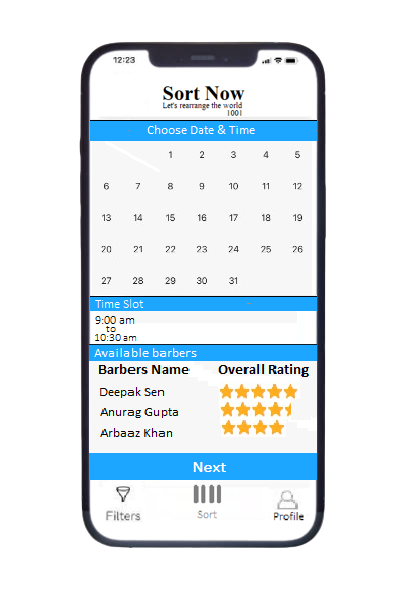 12:23
Sort Now
Let's rearrange the world
1001
Choose Date & Time
1 2 3 4 5
6 7 8 9 10 11 12
13 14 15 16 17 18 19
20 21 22 23 24 25 26
27 28 29 30 31
Time Slot
9:00 am
to
10:30 am
Available barbers
Barbers Name Overall Rating
Deepak Sen
Anurag Gupta
Arbaaz Khan
Next
Filters Sort Profile